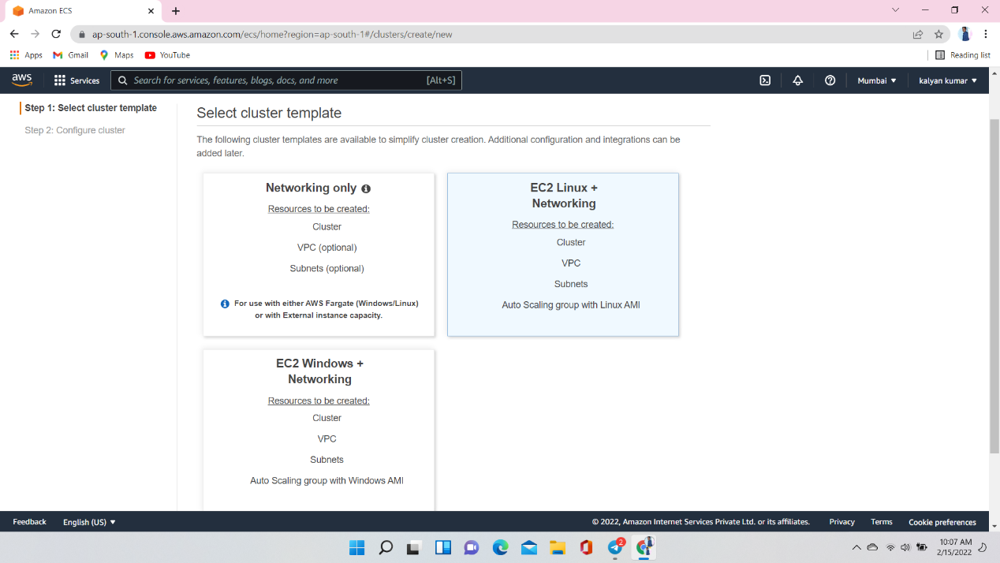 Amazon ECS
ap-south-1.console.aws.amazon.com/ecs/home?region=ap-south-1#/clusters/create/new
Apps Gmail Maps YouTube Reading list
aws Services Search for services, features, blogs, docs, and more [Alt+S] Mumbai kalyan kumar
Step 1: Select cluster template
Step 2: Configure cluster
Select cluster template
The following cluster templates are available to simplify cluster creation. Additional configuration and integrations can be
added later.
Networking only
Resources to be created:
Cluster
VPC (optional)
Subnets (optional)
For use with either AWS Fargate (Windows/Linux)
or with External instance capacity.
EC2 Linux +
Networking
Resources to be created:
Cluster
VPC
Subnets
Auto Scaling group with Linux AMI
EC2 Windows +
Networking
Resources to be created:
Cluster
VPC
Subnets
Auto Scaling group with Windows AMI
Feedback English (US) © 2022, Amazon Internet Services Private Ltd. or its affiliates. Privacy Terms Cookie preferences
2
10:07 AM
2/15/2022